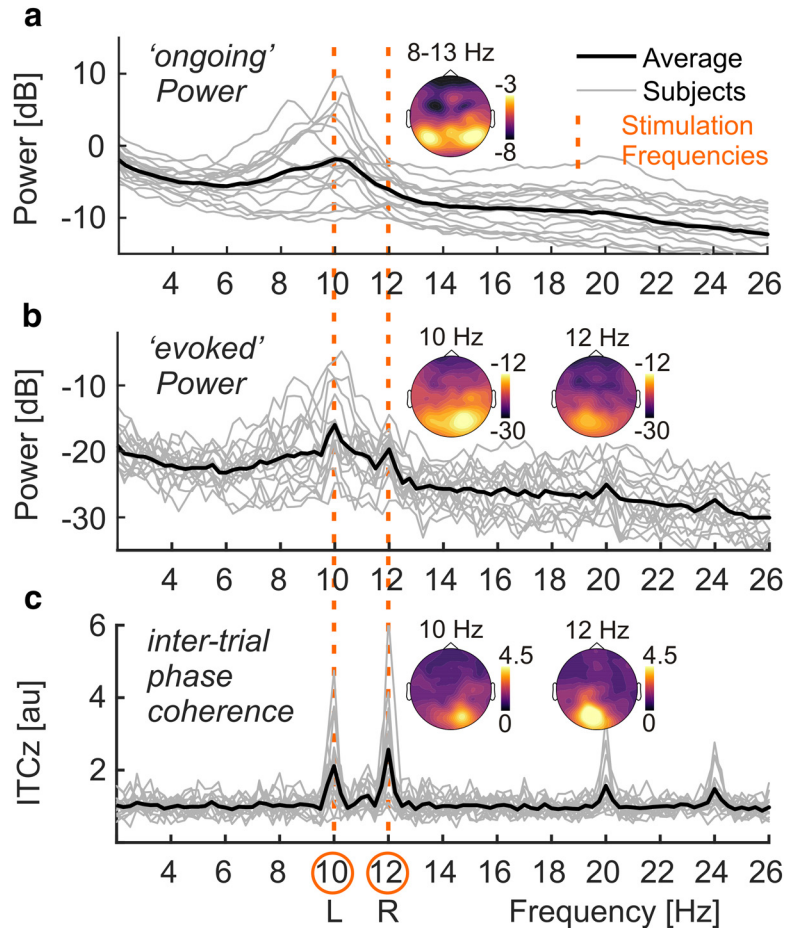 a
'ongoing'
Power
8-13 Hz
-3
-8
Average
Subjects
Stimulation
Frequencies
Power [dB]
10
0
-10
4 6 8 10 12 14 16 18 20 22 24 26
b
'evoked'
Power
10 Hz
-12
-30
12 Hz
-12
-30
Power [dB]
-10
-20
-30
4 6 8 10 12 14 16 18 20 22 24 26
c
inter-trial
phase
coherence
10 Hz
4.5
0
12 Hz
4.5
0
ITCz [au]
6
4
2
4 6 8 10 12 14 16 18 20 22 24 26
L R Frequency [Hz]